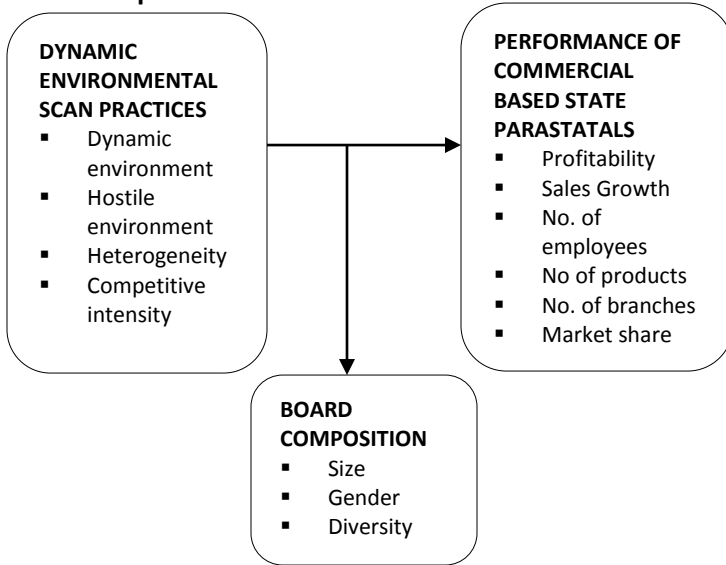 DYNAMIC
ENVIRONMENTAL
SCAN PRACTICES
▪ Dynamic
environment
▪ Hostile
environment
▪ Heterogeneity
▪ Competitive
intensity
PERFORMANCE OF
COMMERCIAL
BASED STATE
PARASTATALS
▪ Profitability
▪ Sales Growth
▪ No. of
employees
▪ No of products
▪ No. of branches
▪ Market share
BOARD
COMPOSITION
▪ Size
▪ Gender
▪ Diversity